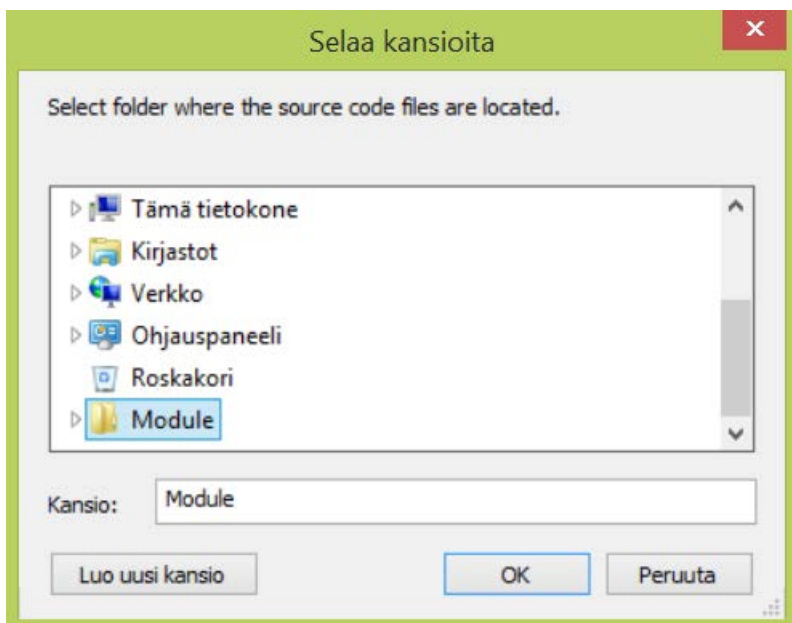 Selaa kansioita
Select folder where the source code files are located.
Tämä tietokone
Kirjastot
Verkko
Ohjauspaneeli
Roskakori
Module
Kansio: Module
Luo uusi kansio OK Peruuta